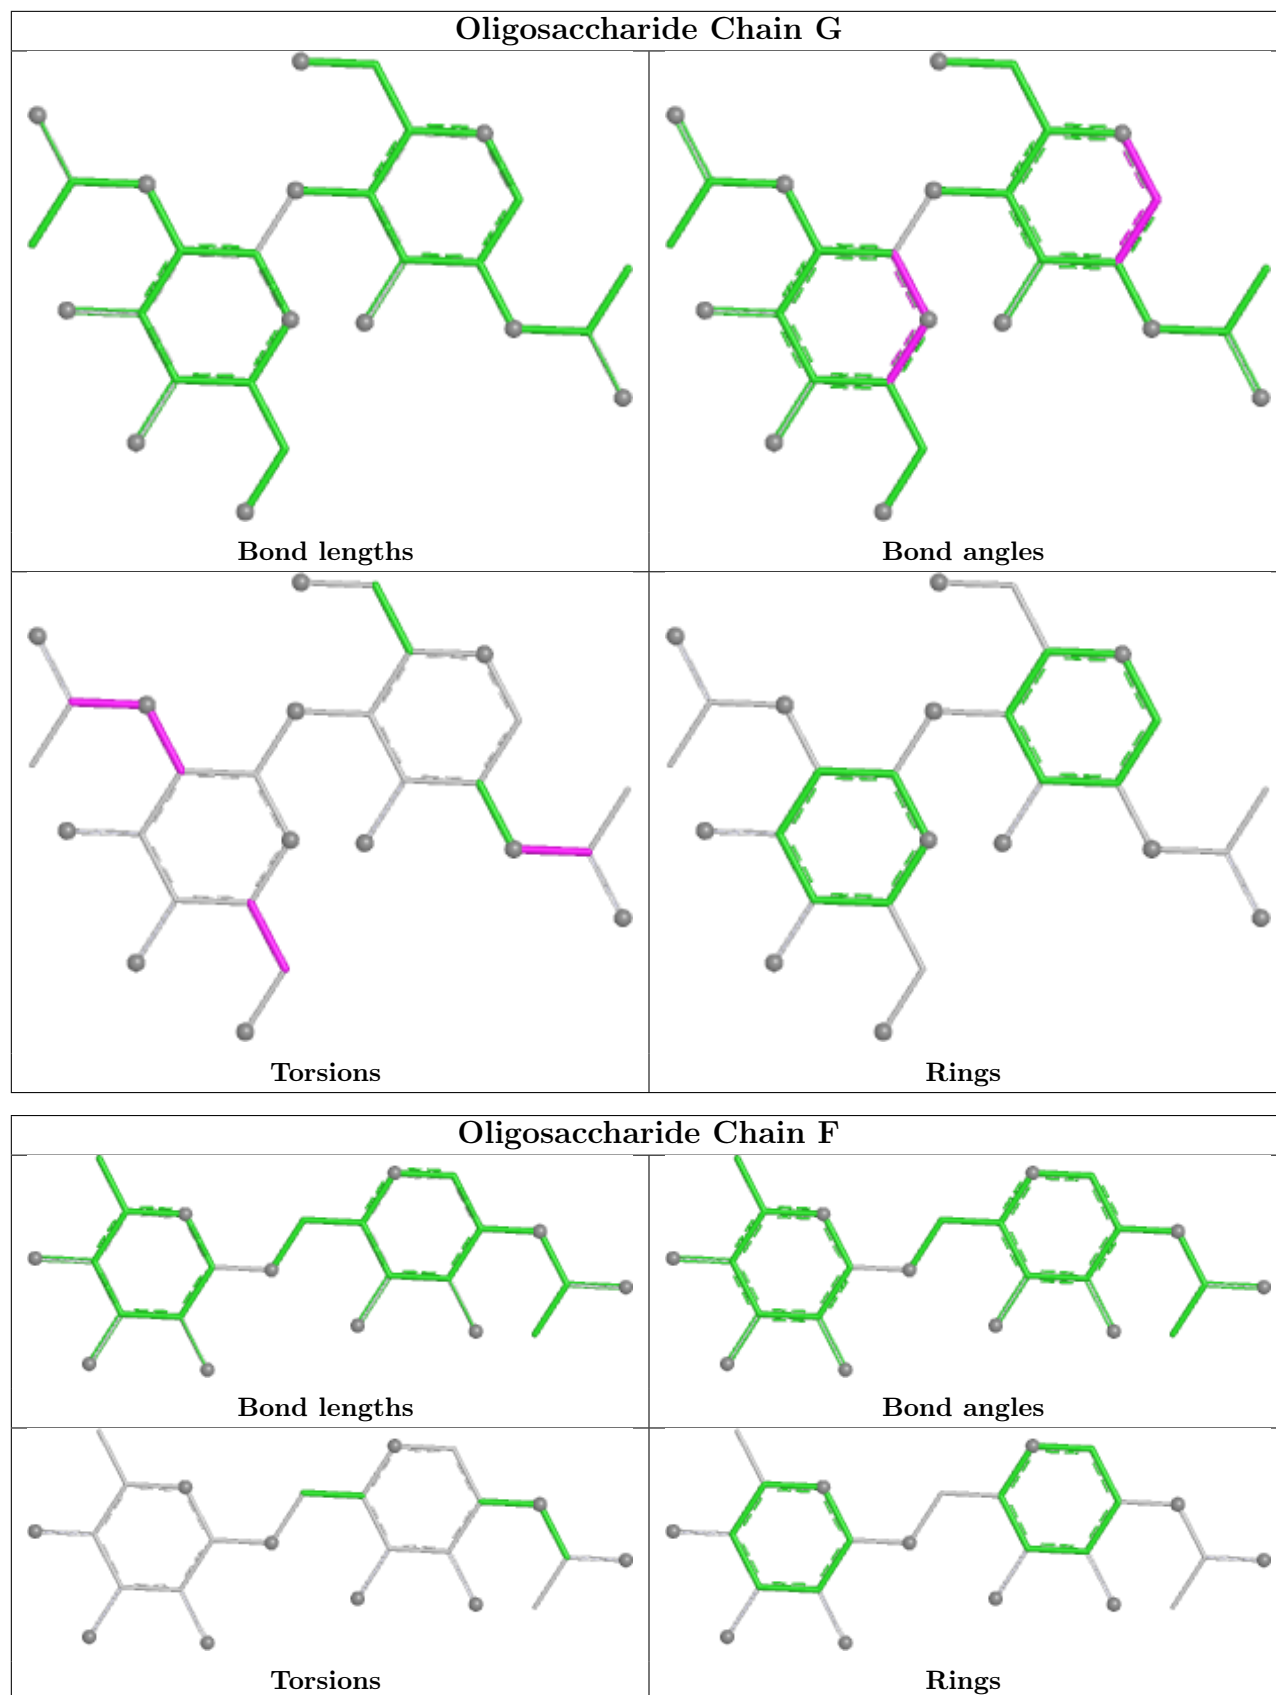 Oligosaccharide Chain G
Bond lengths
Bond angles
Torsions
Rings
Oligosaccharide Chain F
Bond lengths
Bond angles
Torsions
Rings